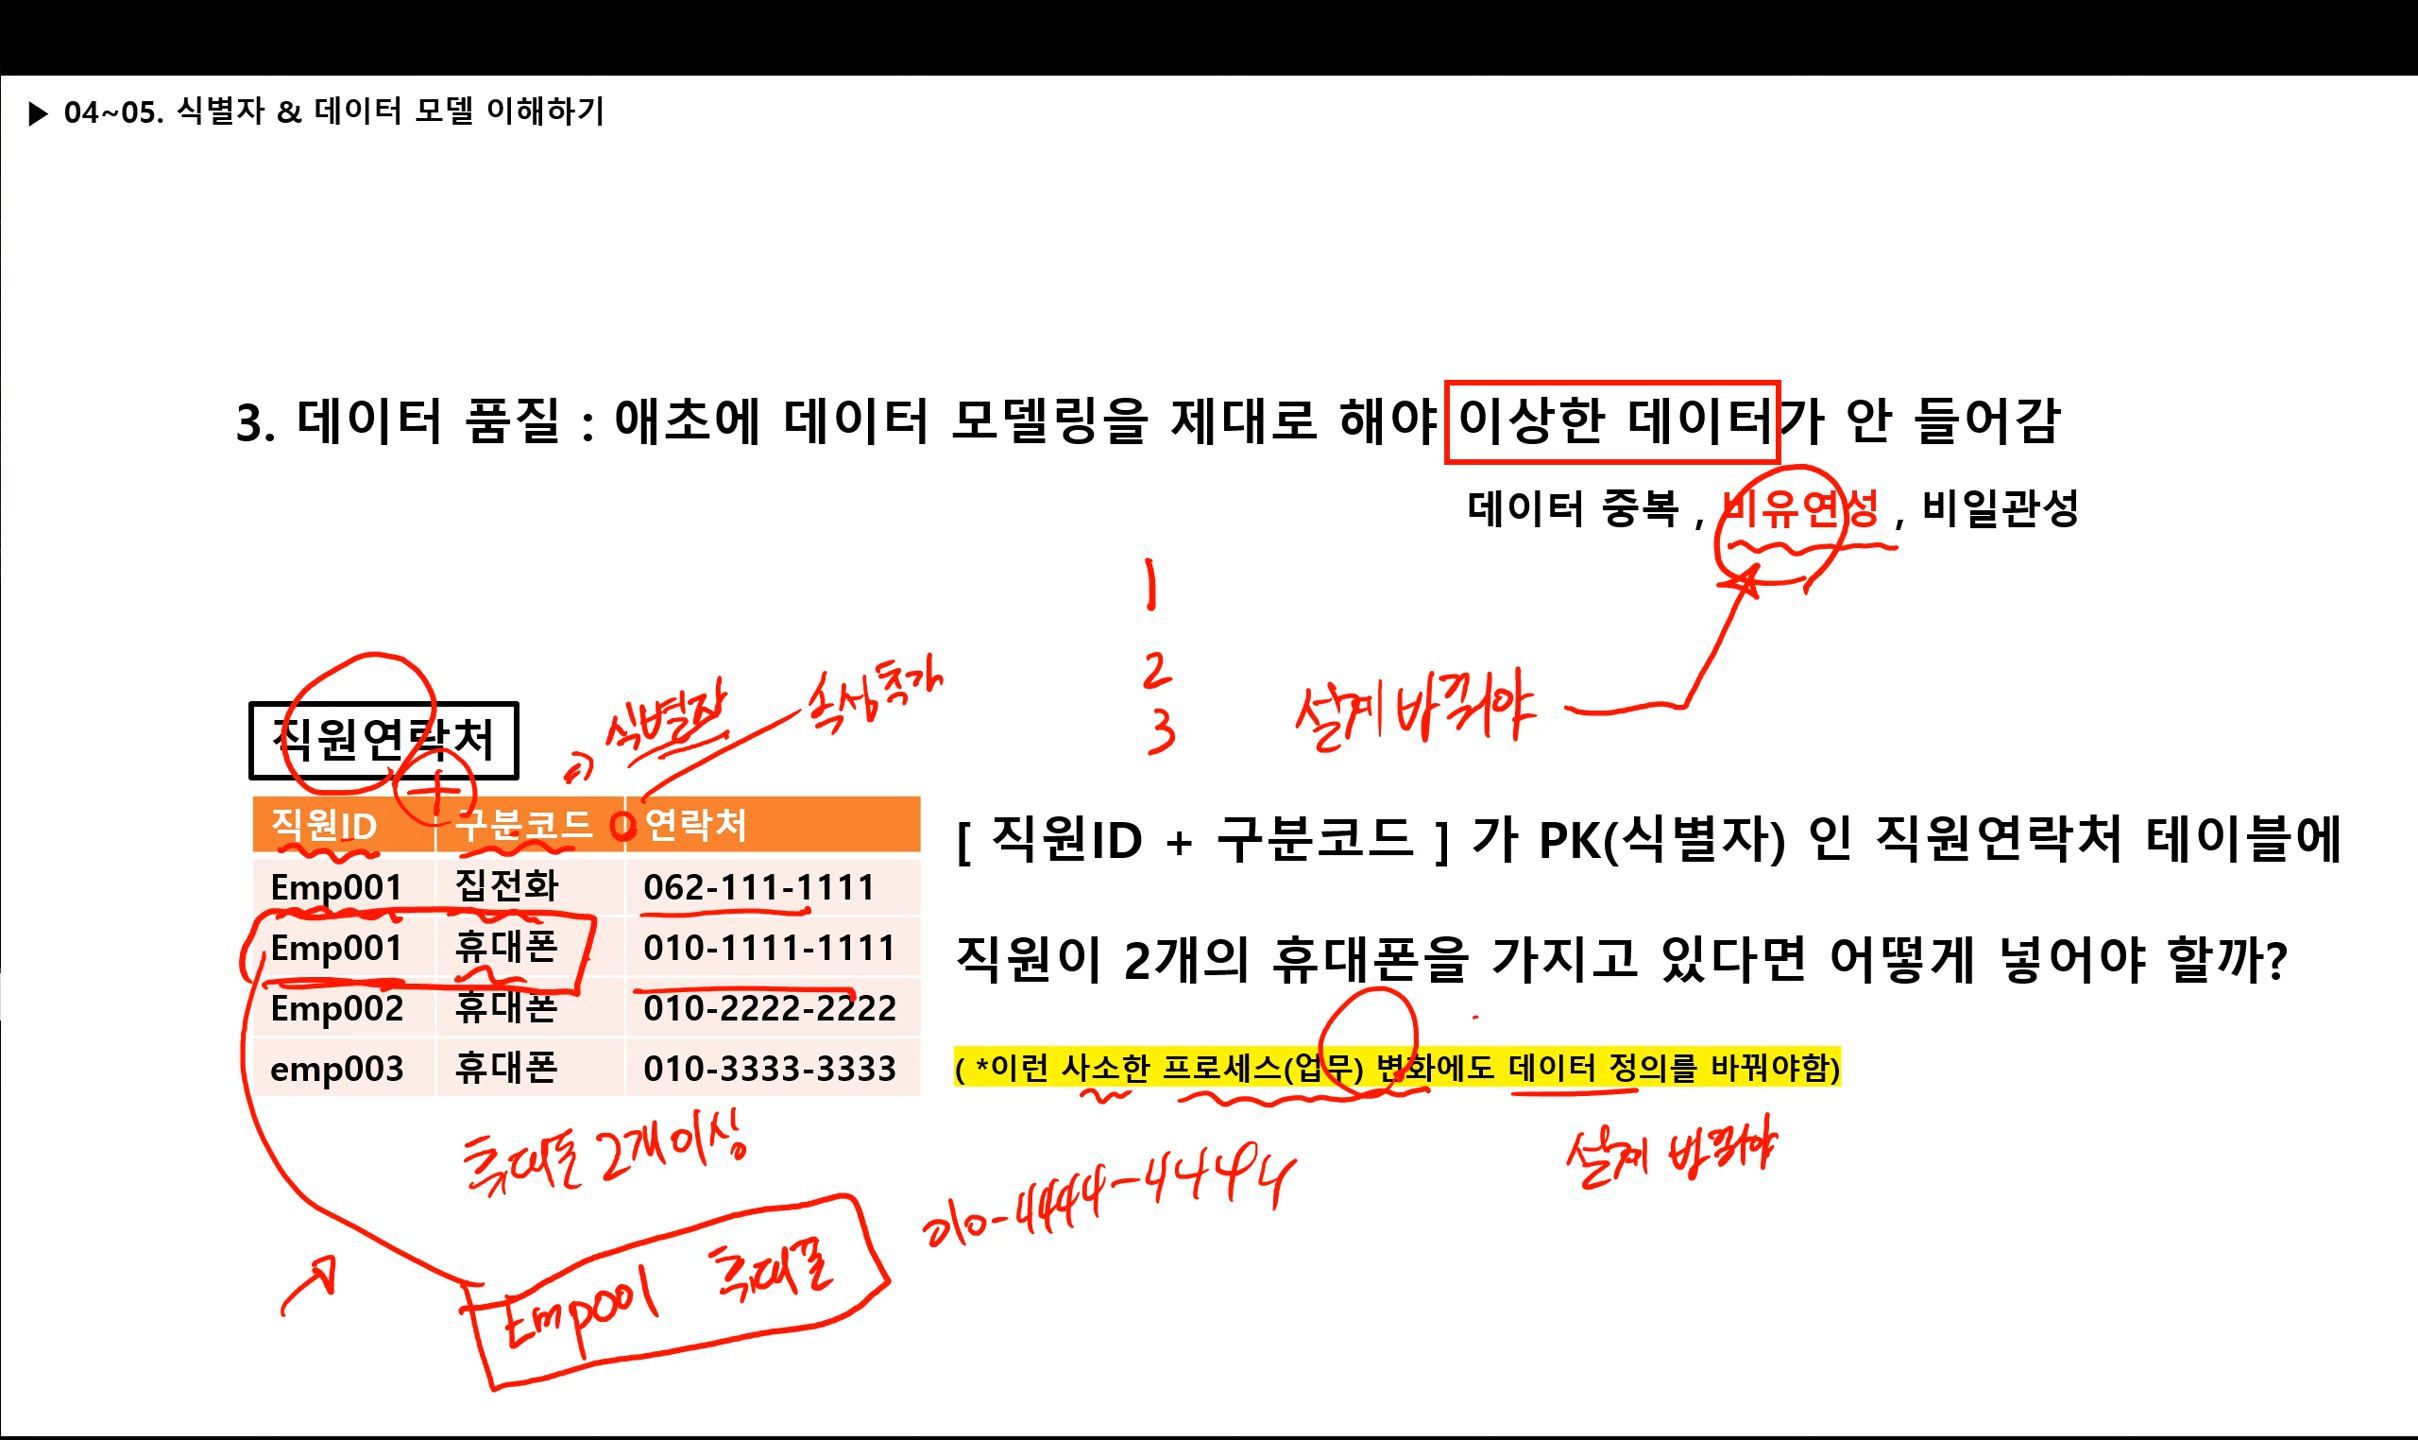 ▶ 04~05. 식별자 & 데이터 모델 이해하기
3. 데이터 품질 : 애초에 데이터 모델링을 제대로 해야 이상한 데이터가 안 들어감
데이터 중복 , 비유연성 , 비일관성
1
2
3
설계 바꿔야
식별자
속성추가
직원연락처
+
직원ID 구분코드 연락처
Emp001 집전화 062-111-1111
Emp001 휴대폰 010-1111-1111
Emp002 휴대폰 010-2222-2222
emp003 휴대폰 010-3333-3333
[ 직원ID + 구분코드 ] 가 PK(식별자) 인 직원연락처 테이블에
직원이 2개의 휴대폰을 가지고 있다면 어떻게 넣어야 할까?
( *이런 사소한 프로세스(업무) 변화에도 데이터 정의를 바꿔야함)
설계 바꿔야
휴대폰 2개이상
Emp001 휴대폰 010-4444-4444